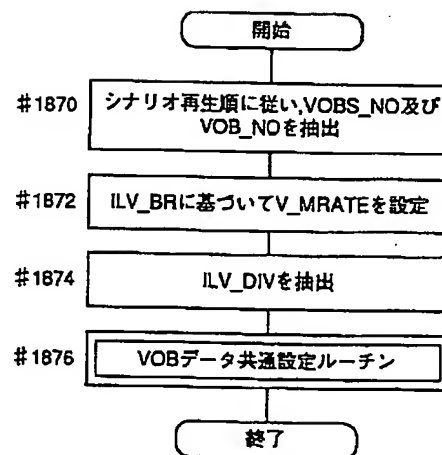 開始
#1870
シナリオ再生順に従い,VOBS_NO及び
VOB_NOを抽出
#1872
ILV_BRに基づいてV_MRATEを設定
#1874
ILV_DIVを抽出
#1876
VOBデータ共通設定ルーチン
終了